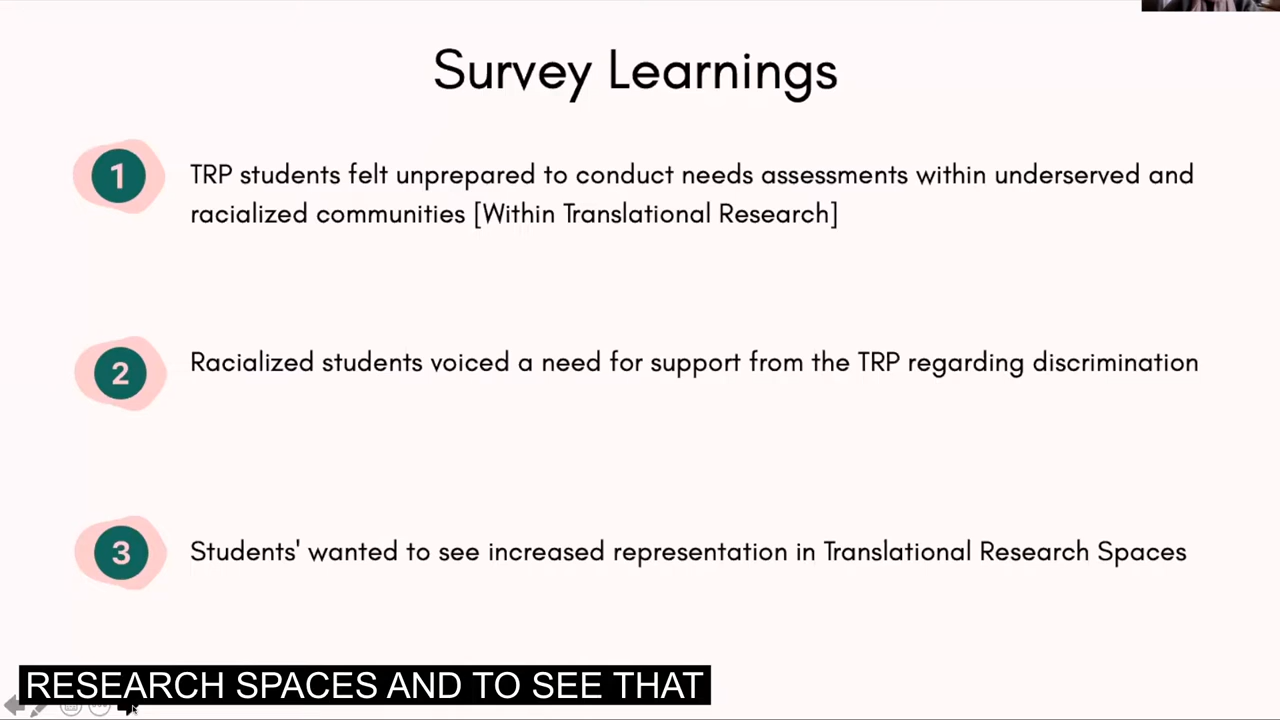 Survey Learnings
1
TRP students felt unprepared to conduct needs assessments within underserved and
racialized communities [Within Translational Research]
2
Racialized students voiced a need for support from the TRP regarding discrimination
3
Students' wanted to see increased representation in Translational Research Spaces
RESEARCH SPACES AND TO SEE THAT